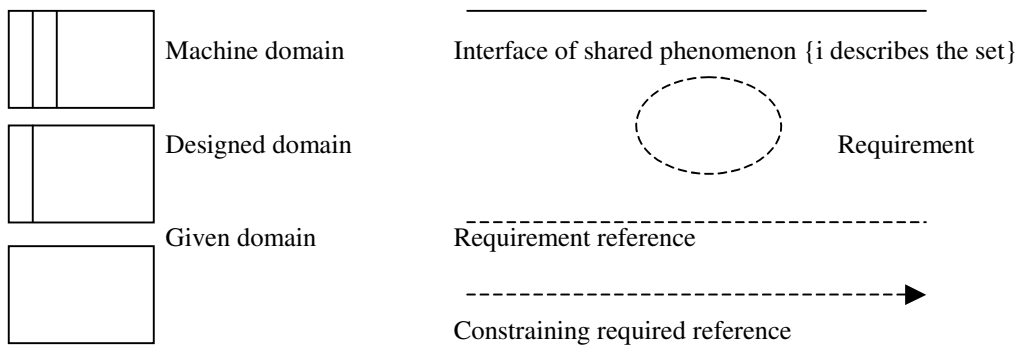 Machine domain
Interface of shared phenomenon {i describes the set}
Designed domain
Requirement
Given domain
Requirement reference
Constraining required reference